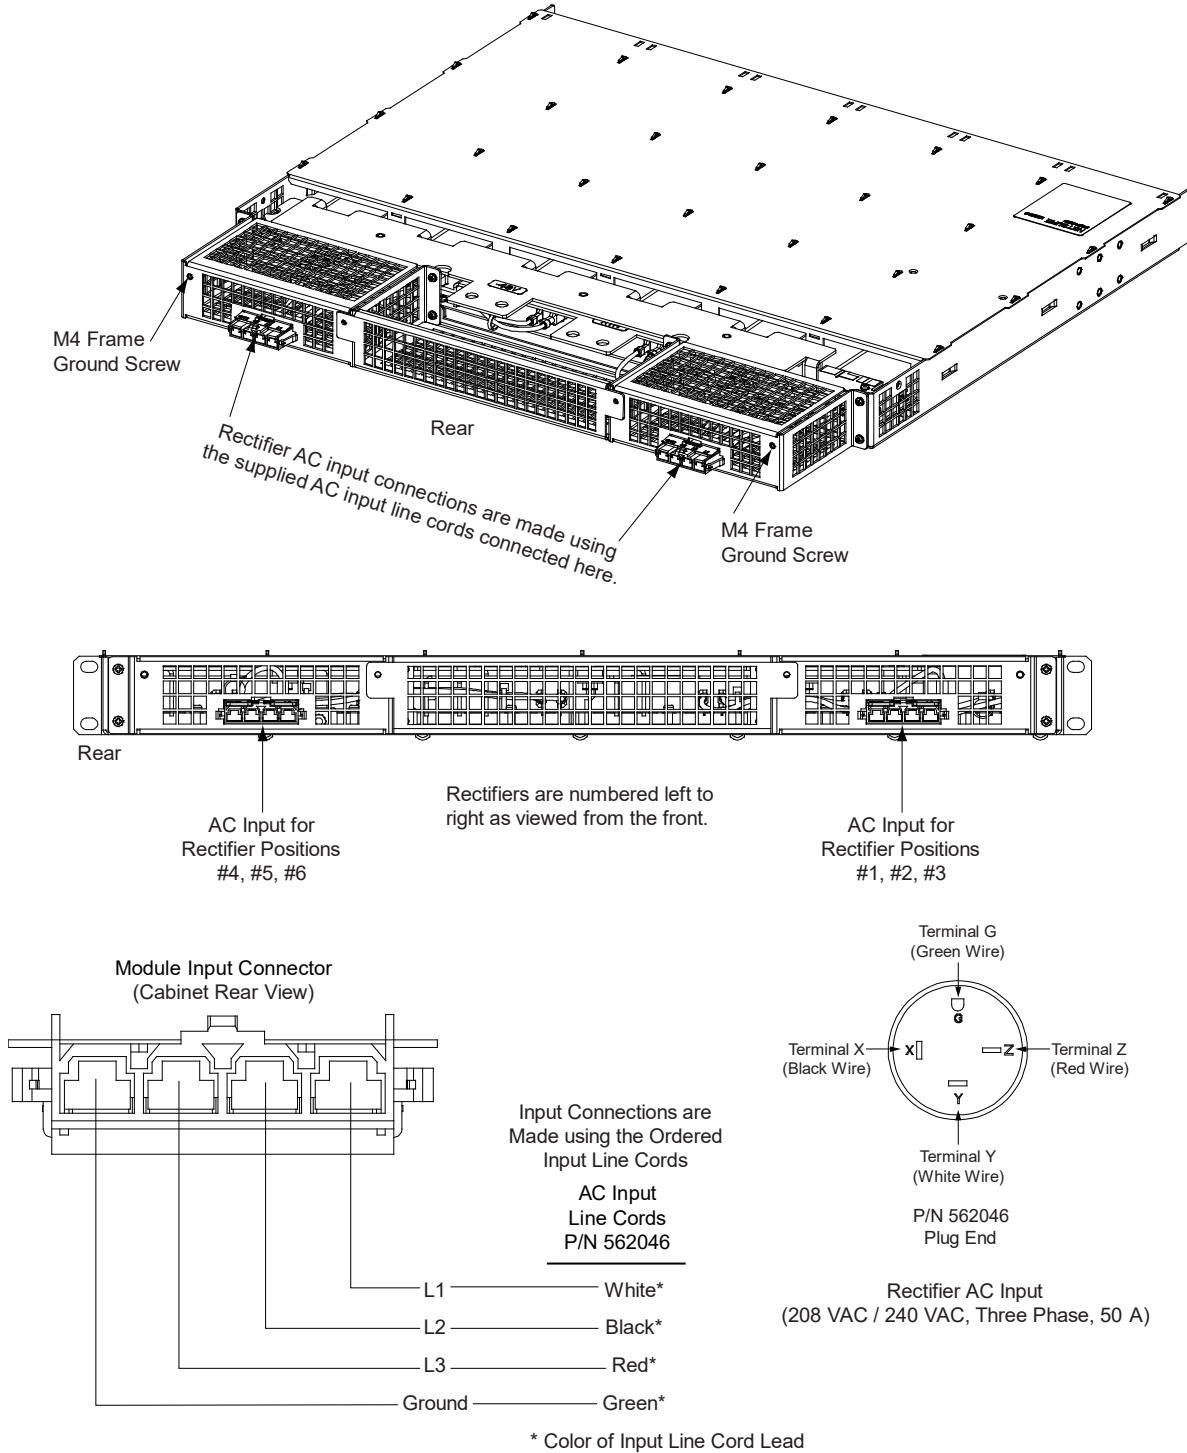 M4 Frame
Ground Screw
Rear
Rectifier AC input connections are made using
the supplied AC input line cords connected here.
M4 Frame
Ground Screw
Rear
Rectifiers are numbered left to
right as viewed from the front.
AC Input for
Rectifier Positions
#4, #5, #6
AC Input for
Rectifier Positions
#1, #2, #3
Module Input Connector
(Cabinet Rear View)
Input Connections are
Made using the Ordered
Input Line Cords
AC Input
Line Cords
P/N 562046
L1 White*
L2 Black*
L3 Red*
Ground Green*
* Color of Input Line Cord Lead
Terminal G
(Green Wire)
G
Terminal X
(Black Wire)
X
Z
Terminal Z
(Red Wire)
Y
Terminal Y
(White Wire)
P/N 562046
Plug End
Rectifier AC Input
(208 VAC / 240 VAC, Three Phase, 50 A)